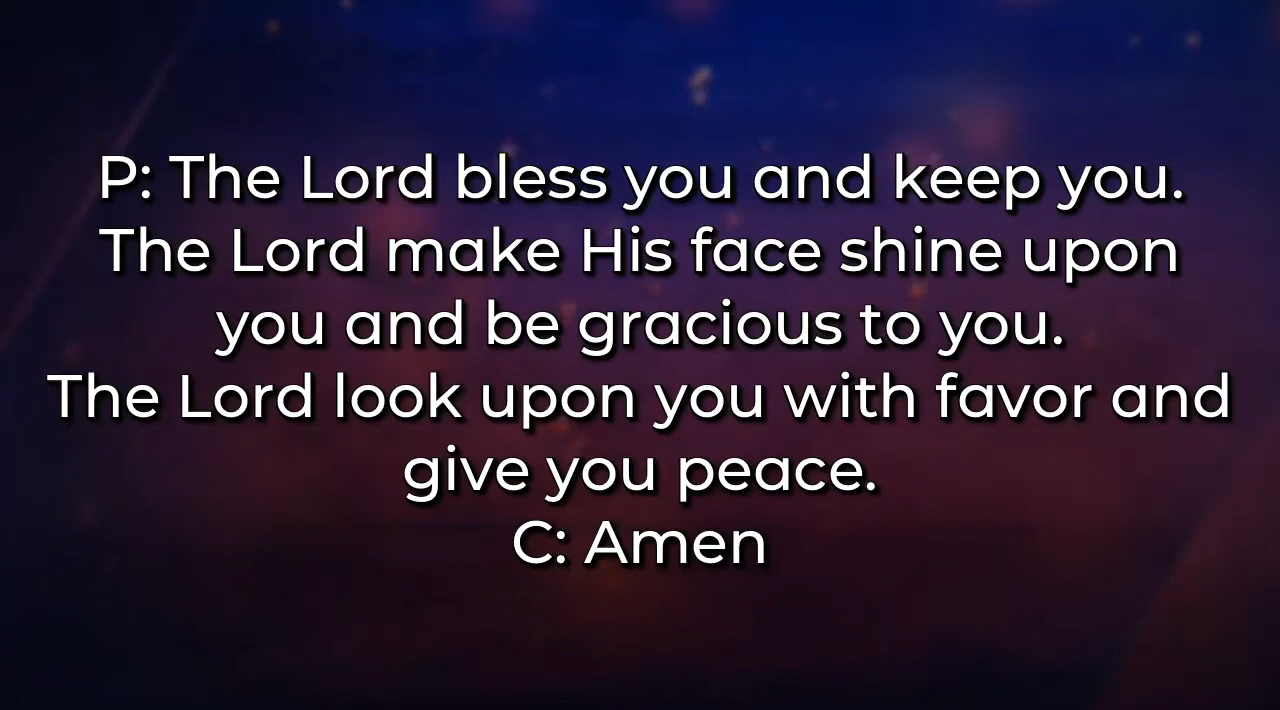 P: The Lord bless you and keep you.
The Lord make His face shine upon
you and be gracious to you.
The Lord look upon you with favor and
give you peace.
C: Amen